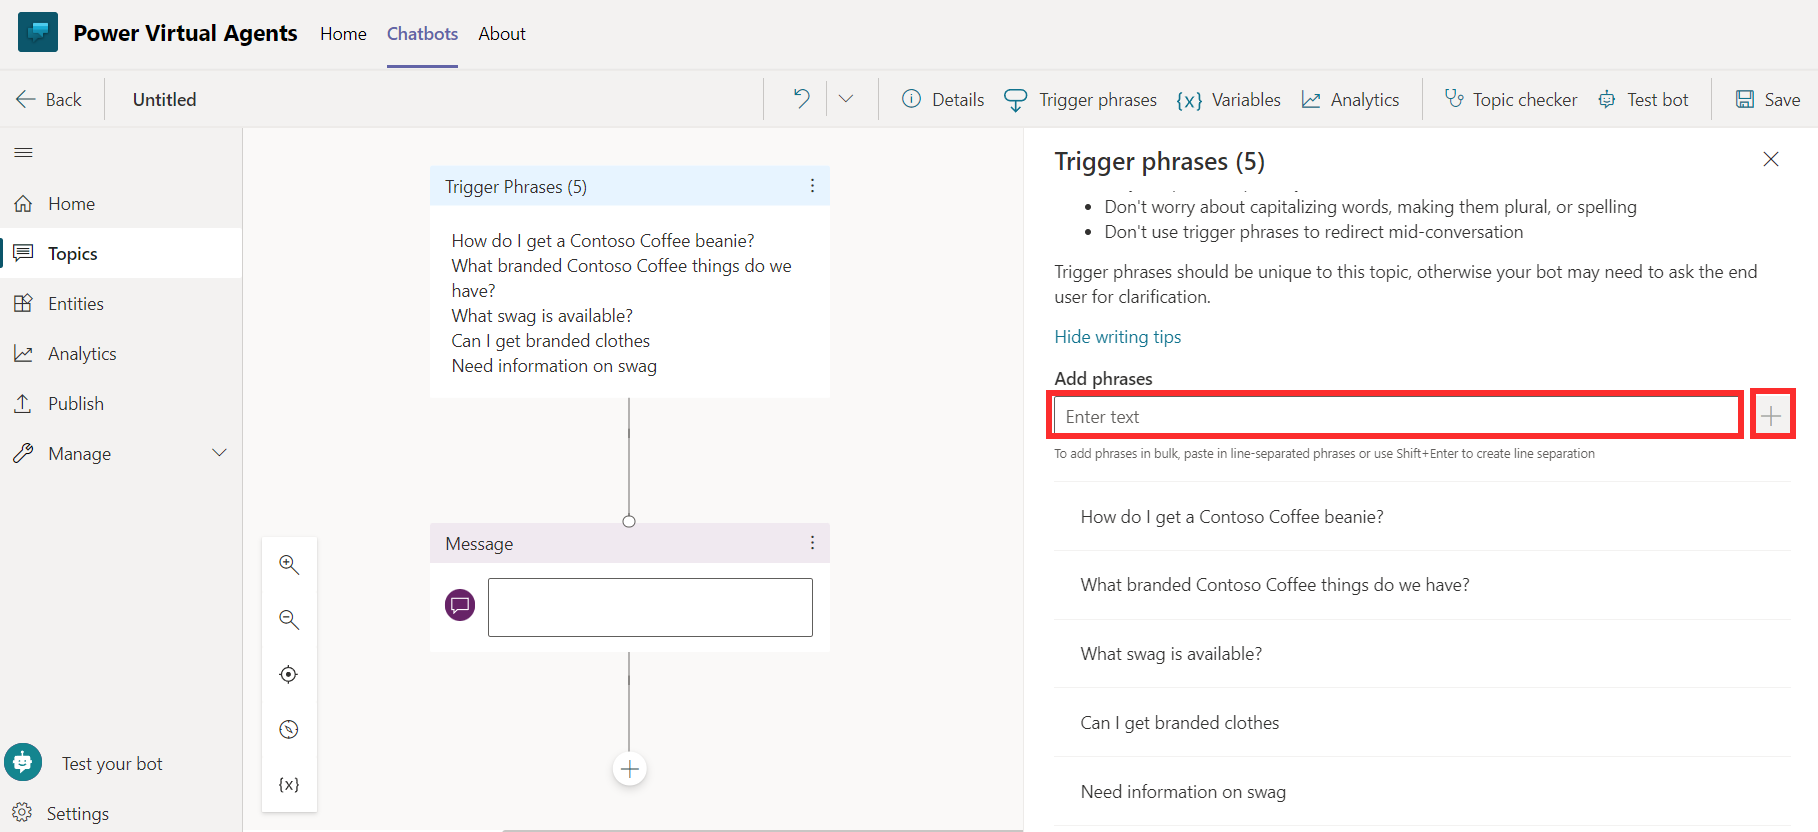 Power Virtual Agents Home Chatbots About
Back Untitled Details Trigger phrases {x} Variables Analytics Topic checker Test bot Save
Home
Topics
Entities
Analytics
Publish
Manage
Test your bot
Settings
Trigger Phrases (5)
How do I get a Contoso Coffee beanie?
What branded Contoso Coffee things do we
have?
What swag is available?
Can I get branded clothes
Need information on swag
Message
{x}
Trigger phrases (5)
Don't worry about capitalizing words, making them plural, or spelling
Don't use trigger phrases to redirect mid-conversation
Trigger phrases should be unique to this topic, otherwise your bot may need to ask the end
user for clarification.
Hide writing tips
Add phrases
Enter text
To add phrases in bulk, paste in line-separated phrases or use Shift+Enter to create line separation
How do I get a Contoso Coffee beanie?
What branded Contoso Coffee things do we have?
What swag is available?
Can I get branded clothes
Need information on swag